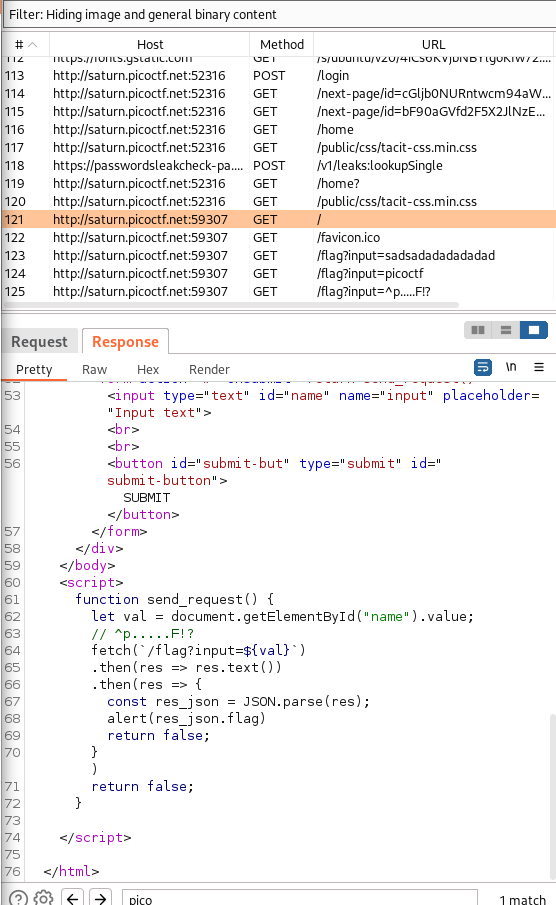 Filter: Hiding image and general binary content
# Host Method URL
112 https://fonts.gstatic.com GET
113 http://saturn.picoctf.net:52316 POST /login
114 http://saturn.picoctf.net:52316 GET /next-page/id=cGljb0NURntwcm94aW...
115 http://saturn.picoctf.net:52316 GET /next-page/id=bF90aGVfd2F5X2JlNzE...
116 http://saturn.picoctf.net:52316 GET /home
117 http://saturn.picoctf.net:52316 GET /public/css/tacit-css.min.css
118 https://passwordsleakcheck-pa.... POST /v1/leaks:lookupSingle
119 http://saturn.picoctf.net:52316 GET /home?
120 http://saturn.picoctf.net:52316 GET /public/css/tacit-css.min.css
121 http://saturn.picoctf.net:59307 GET /
122 http://saturn.picoctf.net:59307 GET /favicon.ico
123 http://saturn.picoctf.net:59307 GET /flag?input=sadsadadadadadad
124 http://saturn.picoctf.net:59307 GET /flag?input=picoctf
125 http://saturn.picoctf.net:59307 GET /flag?input=^p.....F!?
Request Response
Pretty Raw Hex Render \n
53 <input type="text" id="name" name="input" placeholder=
"Input text">
54 <br>
55 <br>
56 <button id="submit-but" type="submit" id="
submit-button">
SUBMIT
</button>
57 </form>
58 </div>
59 </body>
60 <script>
61 function send_request() {
62 let val = document.getElementById("name").value;
63 // ^p.....F!?
64 fetch(`/flag?input=${val}`)
65 .then(res => res.text())
66 .then(res => {
67 const res_json = JSON.parse(res);
68 alert(res_json.flag)
69 return false;
70 }
)
71 return false;
72 }
73
74 </script>
75
76 </html>
pico 1 match